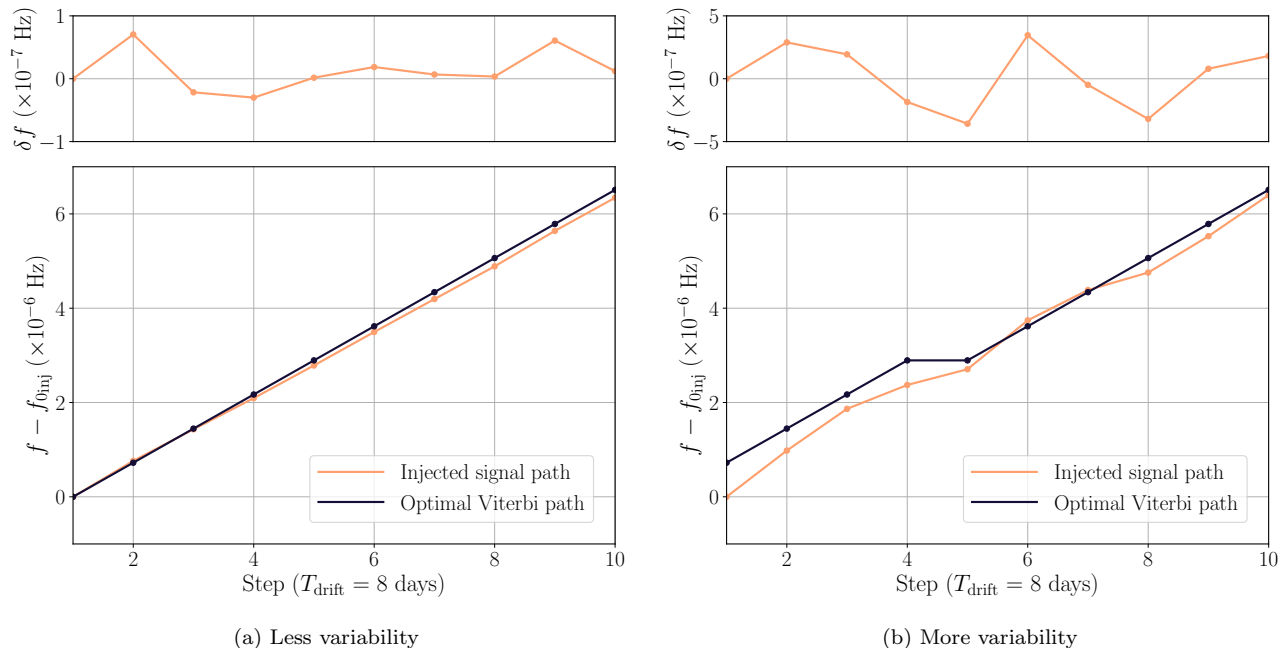 δf (×10⁻⁷ Hz)
1
0
−1
f − f₀ᵢₙⱼ (×10⁻⁶ Hz)
6
4
2
0
Injected signal path
Optimal Viterbi path
2 4 6 8 10
Step (T_drift = 8 days)
(a) Less variability
δf (×10⁻⁷ Hz)
5
0
−5
f − f₀ᵢₙⱼ (×10⁻⁶ Hz)
6
4
2
0
Injected signal path
Optimal Viterbi path
2 4 6 8 10
Step (T_drift = 8 days)
(b) More variability